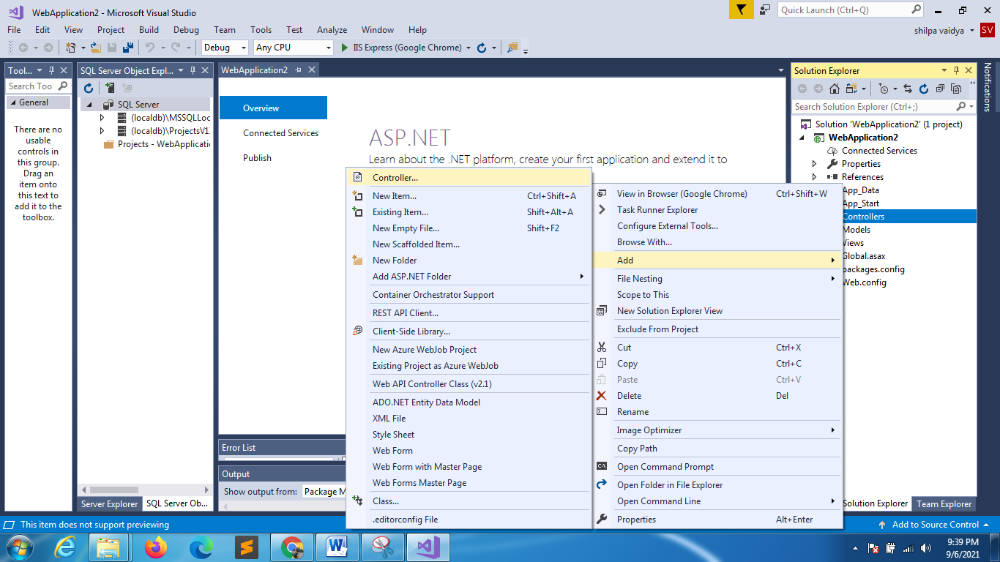 WebApplication2 - Microsoft Visual Studio
Quick Launch (Ctrl+Q)
File Edit View Project Build Debug Team Tools Test Analyze Window Help
shilpa vaidya SV
Debug Any CPU IIS Express (Google Chrome)
Tool...
Search Too
General
There are no
usable
controls in
this group.
Drag an
item onto
this text to
add it to the
toolbox.
SQL Server Object Expl...
SQL Server
(localdb)\MSSQLLoc
(localdb)\ProjectsV1
Projects - WebApplicati
Server Explorer SQL Server Ob...
WebApplication2
Overview
Connected Services
Publish
ASP.NET
Learn about the .NET platform, create your first application and extend it to
Controller...
New Item... Ctrl+Shift+A
Existing Item... Shift+Alt+A
New Empty File... Shift+F2
New Scaffolded Item...
New Folder
Add ASP.NET Folder
Container Orchestrator Support
REST API Client...
Client-Side Library...
New Azure WebJob Project
Existing Project as Azure WebJob
Web API Controller Class (v2.1)
ADO.NET Entity Data Model
XML File
Style Sheet
Web Form
Web Form with Master Page
Web Forms Master Page
Class...
.editorconfig File
View in Browser (Google Chrome) Ctrl+Shift+W
Task Runner Explorer
Configure External Tools...
Browse With...
Add
File Nesting
Scope to This
New Solution Explorer View
Exclude From Project
Cut Ctrl+X
Copy Ctrl+C
Paste Ctrl+V
Delete Del
Rename
Image Optimizer
Copy Path
Open Command Prompt
Open Folder in File Explorer
Open Command Line
Properties Alt+Enter
Error List
Output
Show output from: Package M
Solution Explorer
Search Solution Explorer (Ctrl+;)
Solution 'WebApplication2' (1 project)
WebApplication2
Connected Services
Properties
References
App_Data
App_Start
Controllers
Models
Views
Global.asax
packages.config
Web.config
Solution Explorer Team Explorer
Notifications
This item does not support previewing
Add to Source Control
9:39 PM
9/6/2021